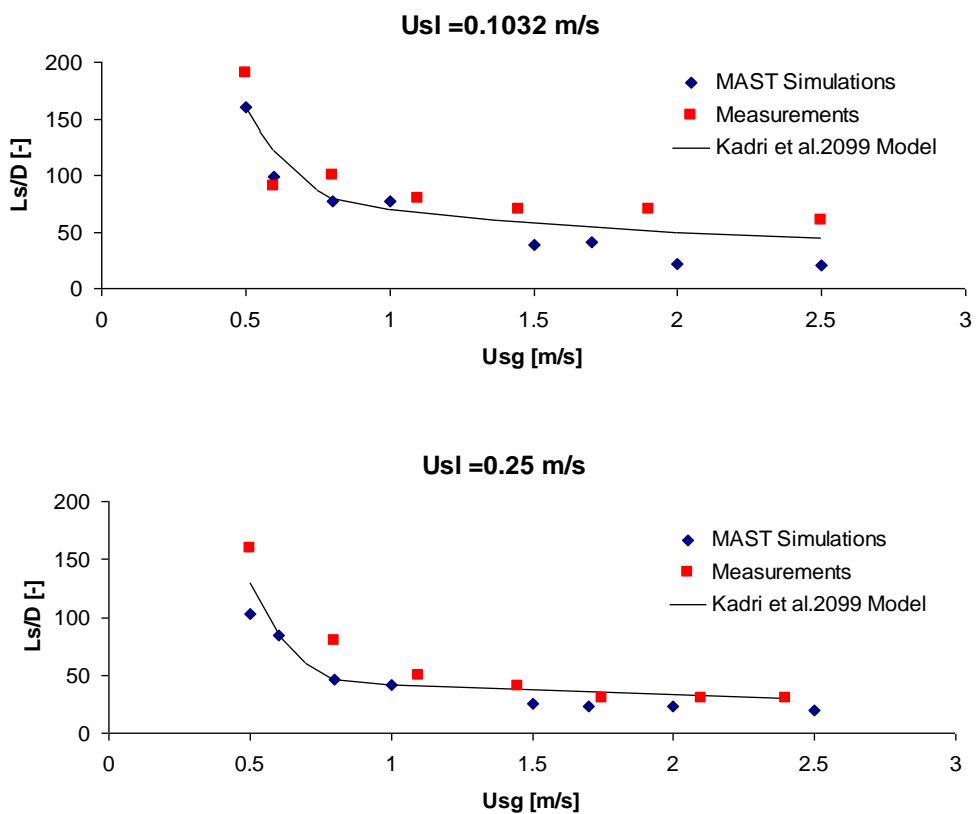 Usl =0.1032 m/s
200
150
100
50
0
Ls/D [-]
MAST Simulations
Measurements
Kadri et al.2099 Model
0 0.5 1 1.5 2 2.5 3
Usg [m/s]
Usl =0.25 m/s
200
150
100
50
0
Ls/D [-]
MAST Simulations
Measurements
Kadri et al.2099 Model
0 0.5 1 1.5 2 2.5 3
Usg [m/s]